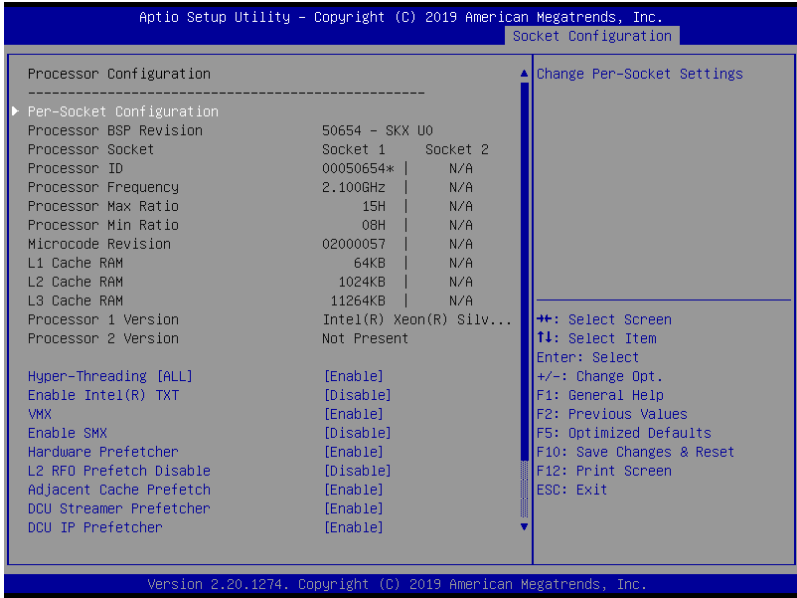 Aptio Setup Utility – Copyright (C) 2019 American Megatrends, Inc.
Socket Configuration
Processor Configuration
--------------------------------------------------
Per-Socket Configuration
Processor BSP Revision 50654 - SKX U0
Processor Socket Socket 1 Socket 2
Processor ID 00050654* | N/A
Processor Frequency 2.100GHz | N/A
Processor Max Ratio 15H | N/A
Processor Min Ratio 08H | N/A
Microcode Revision 02000057 | N/A
L1 Cache RAM 64KB | N/A
L2 Cache RAM 1024KB | N/A
L3 Cache RAM 11264KB | N/A
Processor 1 Version Intel(R) Xeon(R) Silv...
Processor 2 Version Not Present
Hyper-Threading [ALL] [Enable]
Enable Intel(R) TXT [Disable]
VMX [Enable]
Enable SMX [Disable]
Hardware Prefetcher [Enable]
L2 RFO Prefetch Disable [Disable]
Adjacent Cache Prefetch [Enable]
DCU Streamer Prefetcher [Enable]
DCU IP Prefetcher [Enable]
Change Per-Socket Settings
→←: Select Screen
↑↓: Select Item
Enter: Select
+/-: Change Opt.
F1: General Help
F2: Previous Values
F5: Optimized Defaults
F10: Save Changes & Reset
F12: Print Screen
ESC: Exit
Version 2.20.1274. Copyright (C) 2019 American Megatrends, Inc.